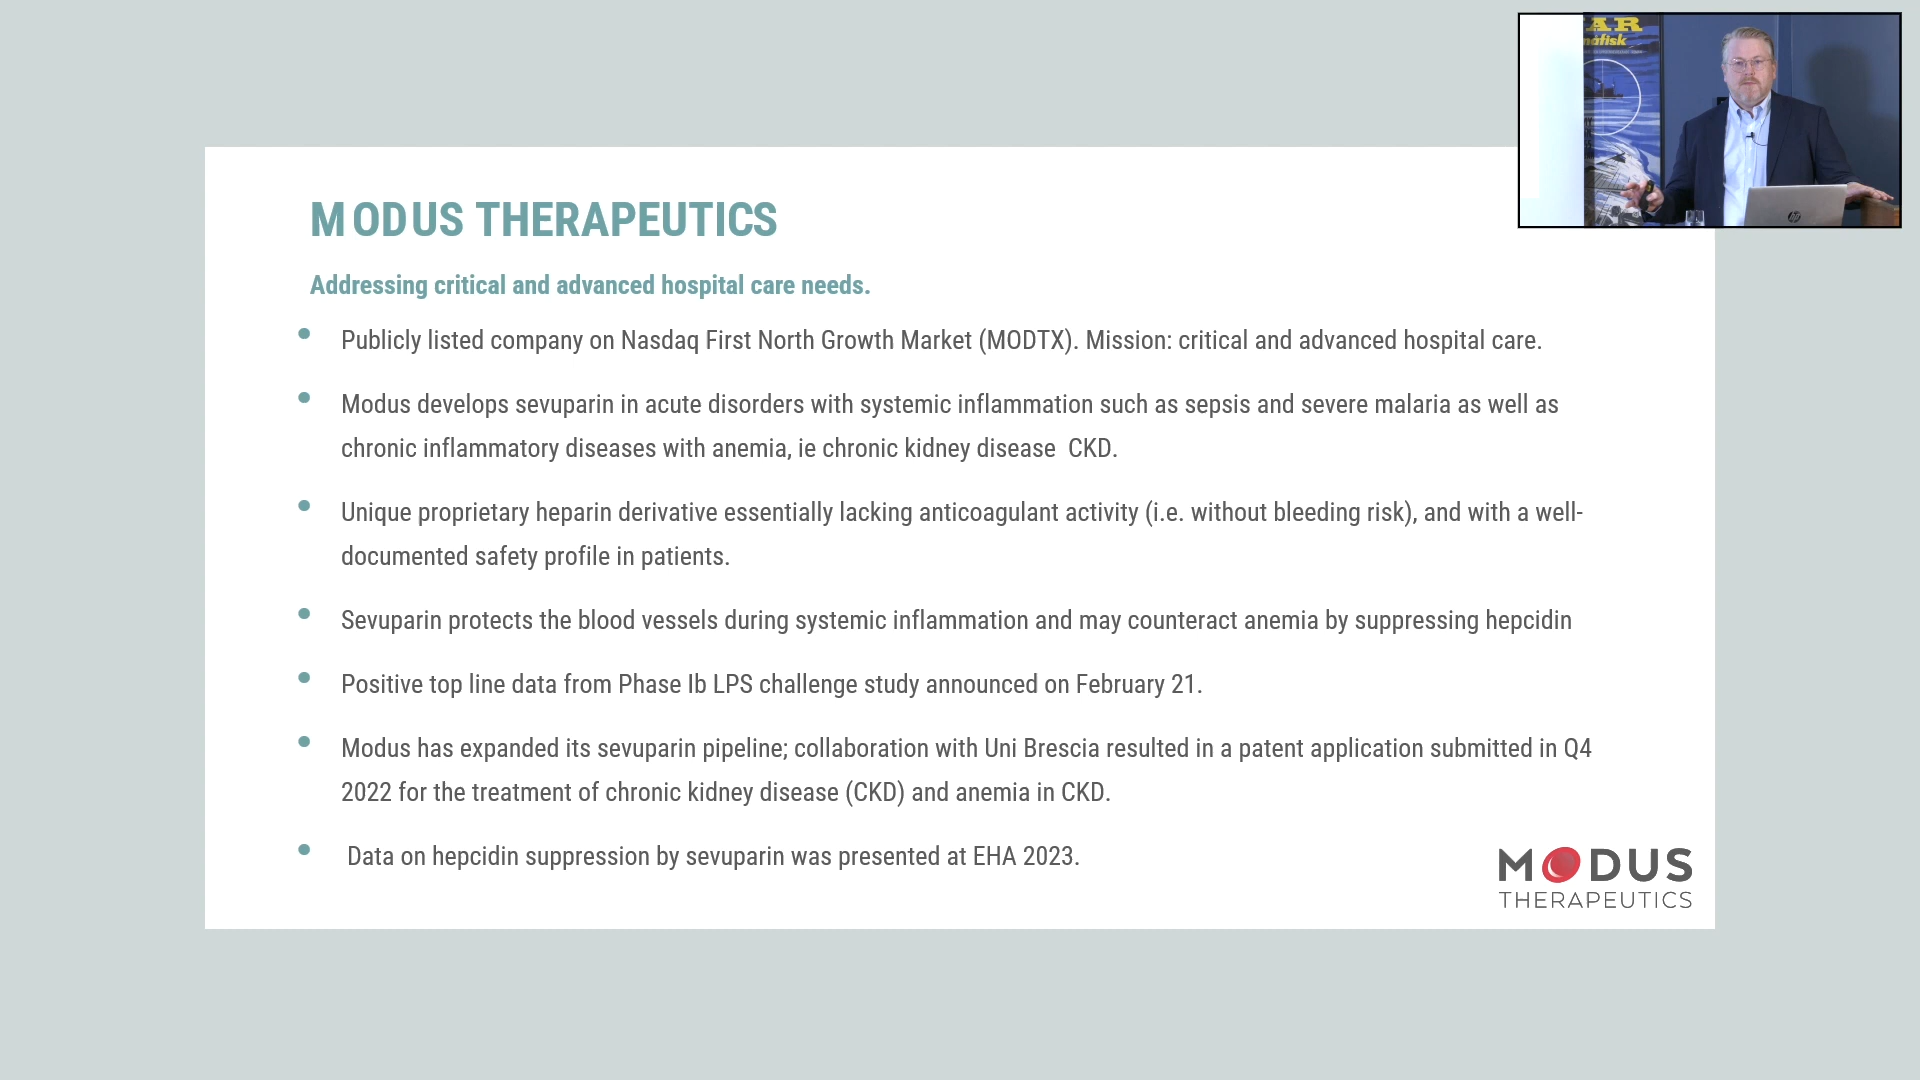 AR
nafisk
MODUS THERAPEUTICS
Addressing critical and advanced hospital care needs.
Publicly listed company on Nasdaq First North Growth Market (MODTX). Mission: critical and advanced hospital care.
Modus develops sevuparin in acute disorders with systemic inflammation such as sepsis and severe malaria as well as
chronic inflammatory diseases with anemia, ie chronic kidney disease  CKD.
Unique proprietary heparin derivative essentially lacking anticoagulant activity (i.e. without bleeding risk), and with a well-
documented safety profile in patients.
Sevuparin protects the blood vessels during systemic inflammation and may counteract anemia by suppressing hepcidin
Positive top line data from Phase Ib LPS challenge study announced on February 21.
Modus has expanded its sevuparin pipeline; collaboration with Uni Brescia resulted in a patent application submitted in Q4
2022 for the treatment of chronic kidney disease (CKD) and anemia in CKD.
Data on hepcidin suppression by sevuparin was presented at EHA 2023.
MODUS
THERAPEUTICS
hp